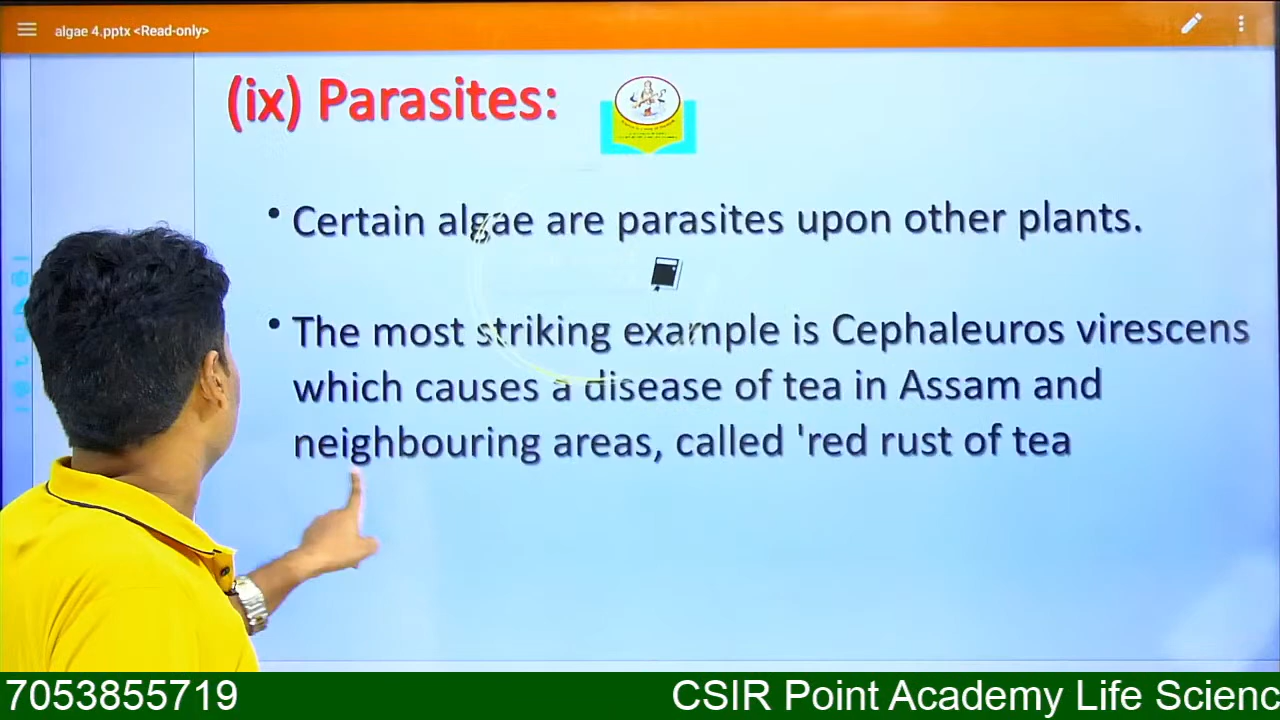 algae 4.pptx <Read-only>
(ix) Parasites:
• Certain algae are parasites upon other plants.
• The most striking example is Cephaleuros virescens
which causes a disease of tea in Assam and
neighbouring areas, called 'red rust of tea
7053855719
CSIR Point Academy Life Scienc